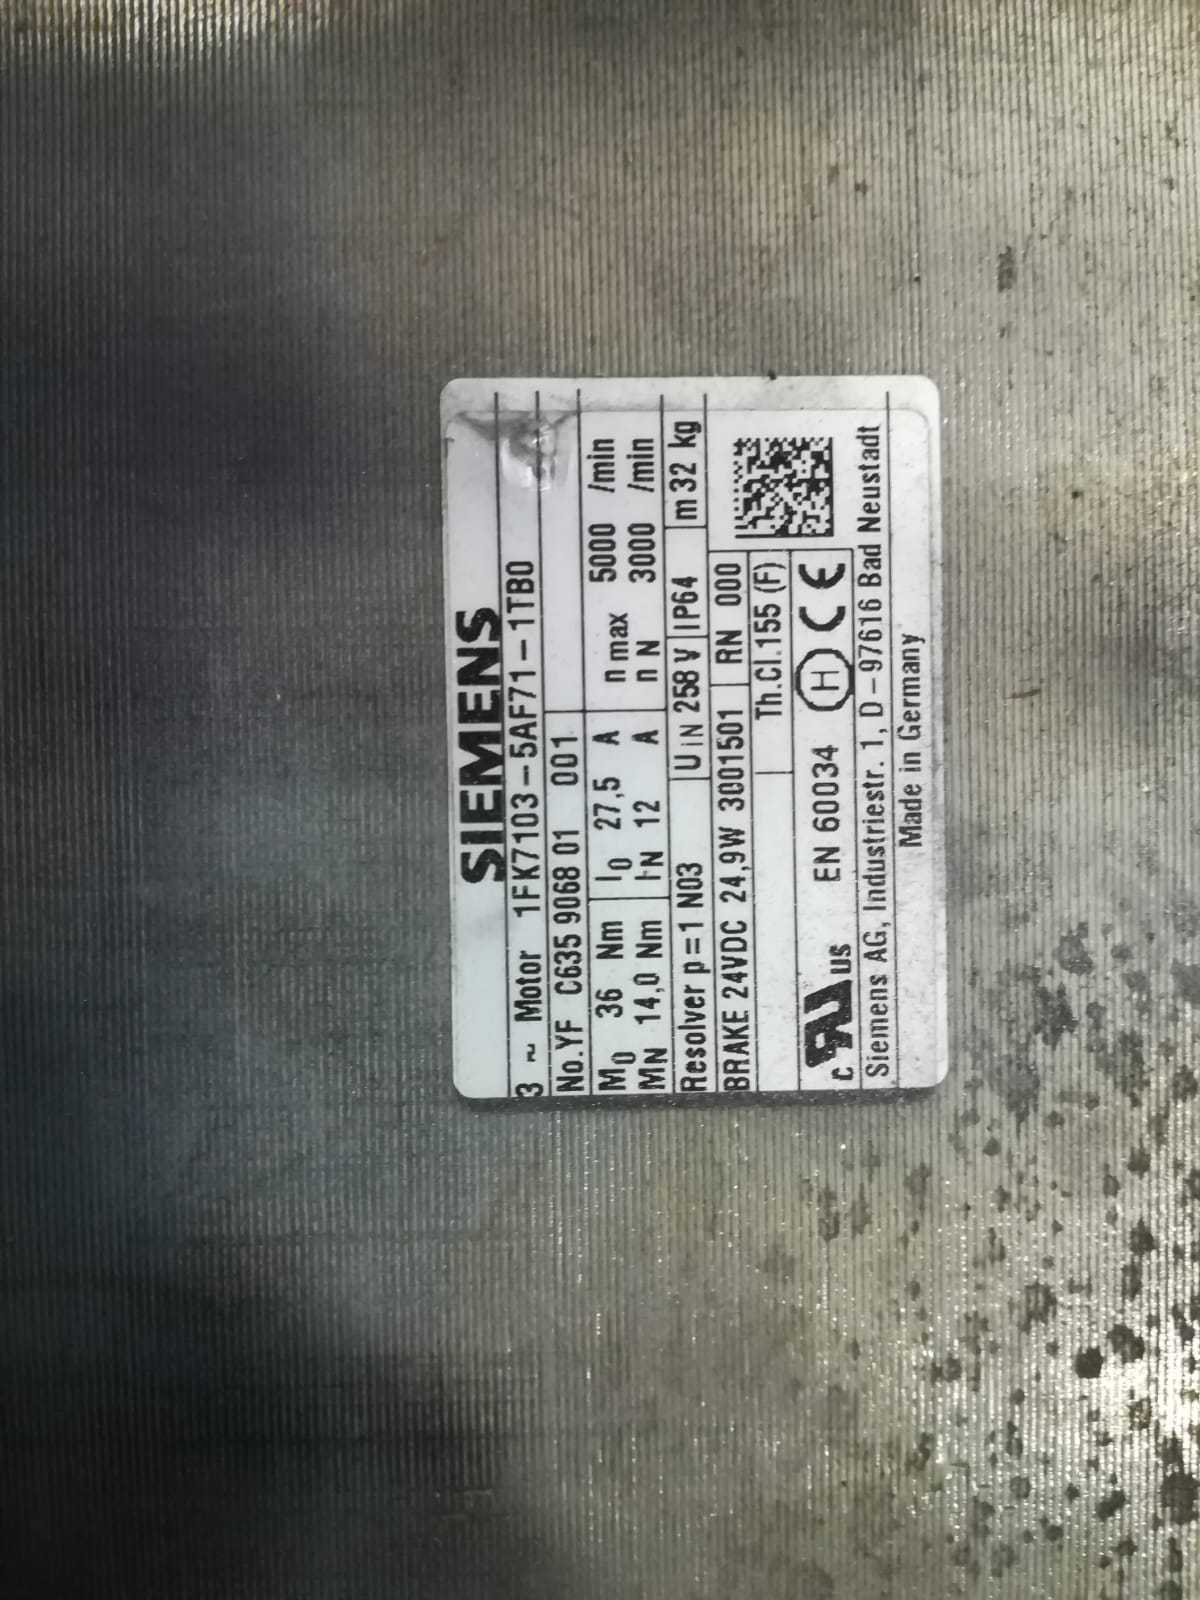 SIEMENS
3 ~ Motor 1FK7103-5AF71-1TB0
No.YF C635 9068 01 001
M0 36 Nm I0 27,5 A n max 5000 /min
MN 14,0 Nm IN 12 A n N 3000 /min
Resolver p=1 N03 UIN 258 V IP64 m 32 kg
BRAKE 24VDC 24,9W 3001501 RN 000
Th.Cl.155 (F)
c RU us EN 60034 H CE
Siemens AG, Industriestr. 1, D-97616 Bad Neustadt
Made in Germany